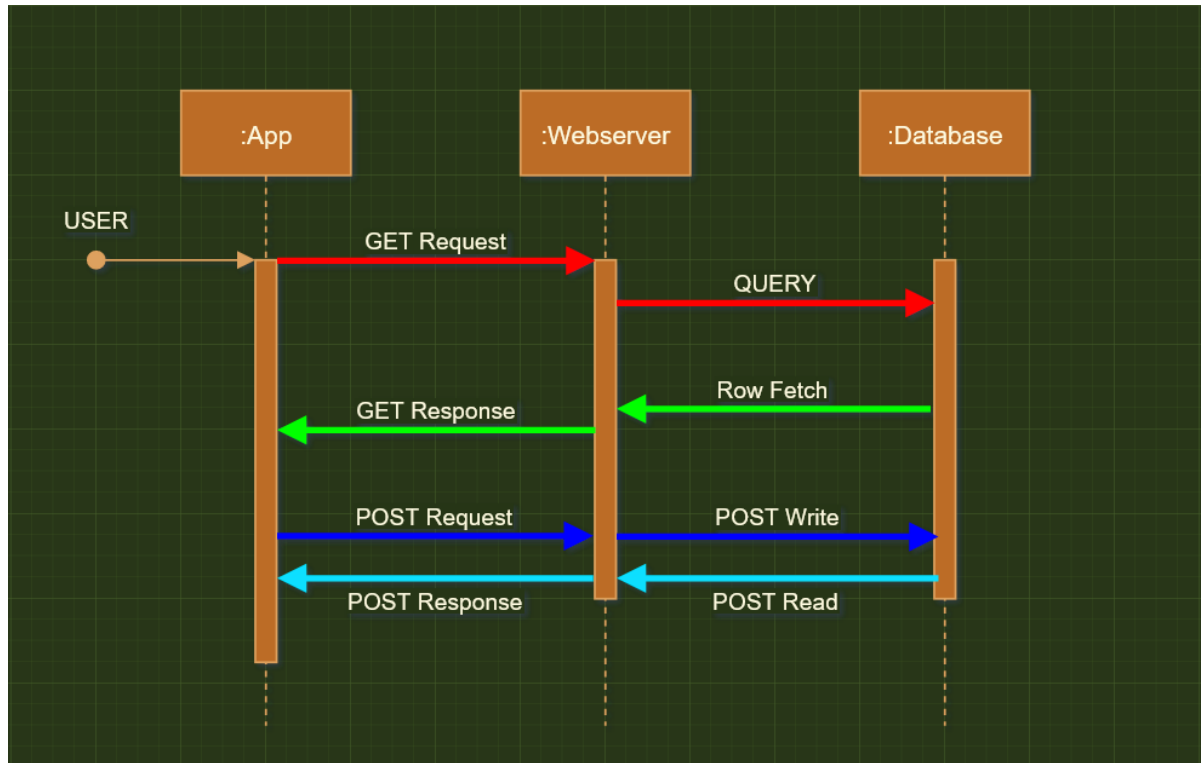 :App
:Webserver
:Database
USER
GET Request
QUERY
Row Fetch
GET Response
POST Request
POST Write
POST Response
POST Read